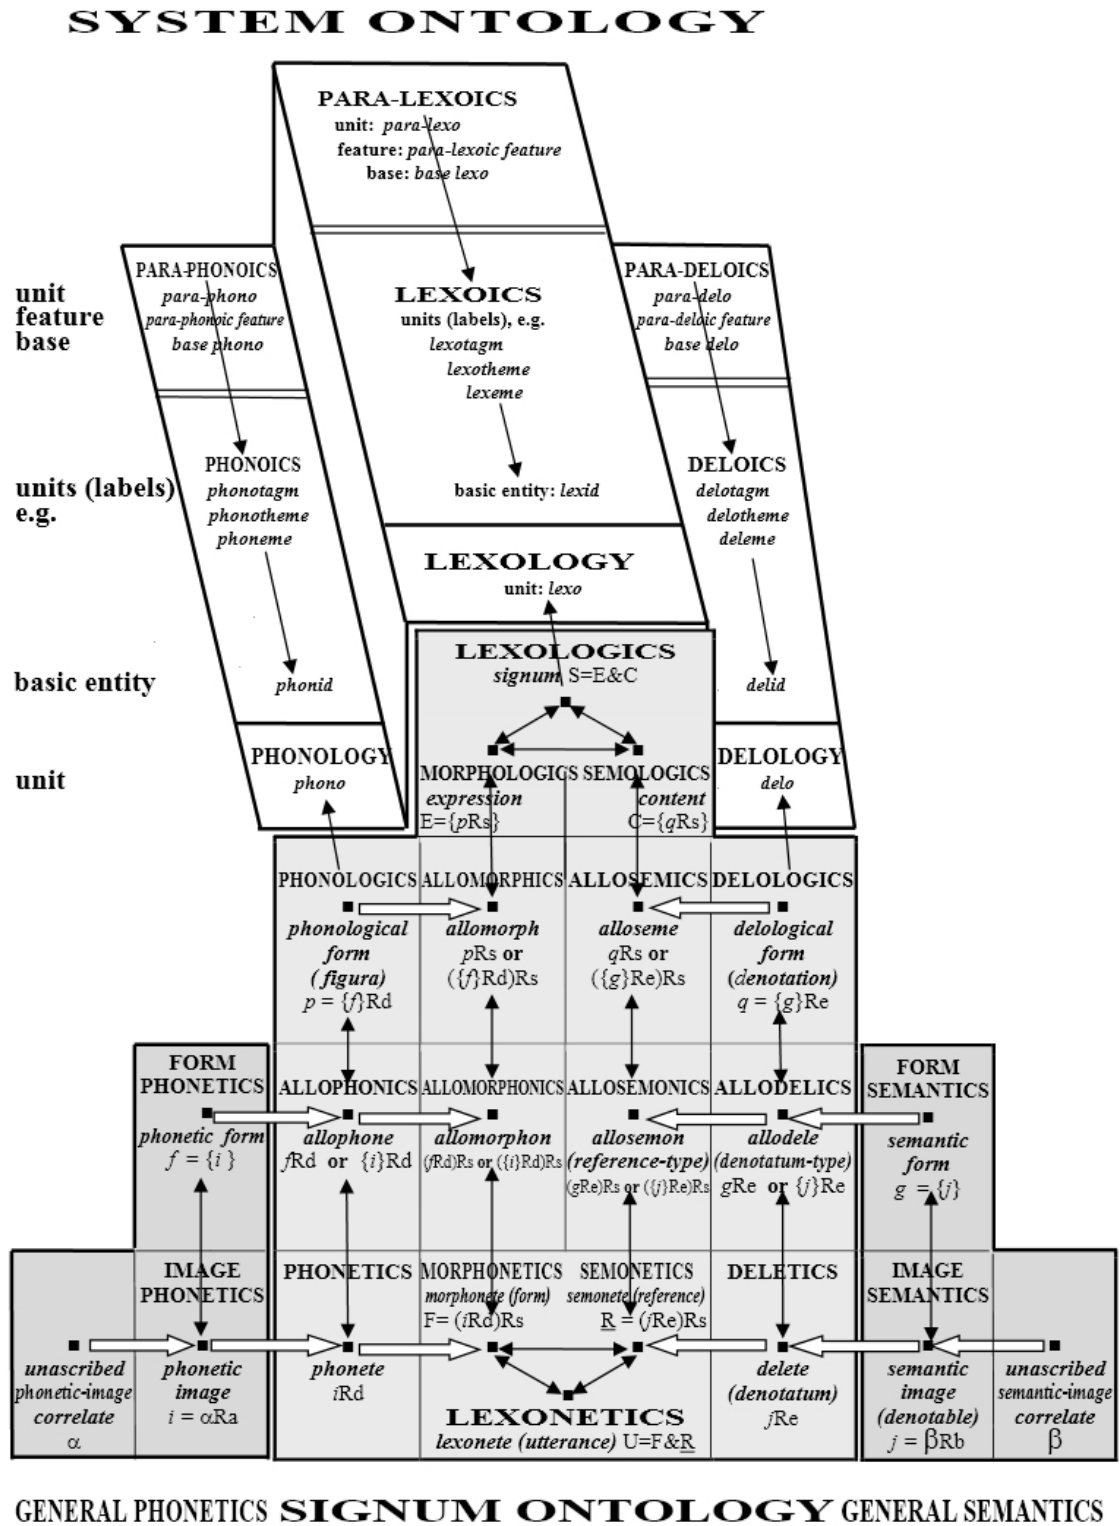 SYSTEM ONTOLOGY
PARA-LEXOICS
unit: para-lexo
feature: para-lexoic feature
base: base lexo
PARA-PHONOICS
para-phono
para-phonoic feature
base phono
PARA-DELOICS
para-delo
para-deloic feature
base delo
unit
feature
base
LEXOICS
units (labels), e.g.
lexotagm
lexotheme
lexeme
basic entity: lexid
units (labels)
e.g.
PHONOICS
phonotagm
phonotheme
phoneme
DELOICS
delotagm
delotheme
deleme
LEXOLOGY
unit: lexo
basic entity
phonid
delid
LEXOLOGICS
signum S=E&C
unit
PHONOLOGY
phono
DELOLOGY
delo
MORPHOLOGICS
expression
E={pRs}
SEMOLOGICS
content
C={qRs}
PHONOLOGICS
phonological
form
(figura)
p = {f}Rd
ALLOMORPHICS
allomorph
pRs or
({f}Rd)Rs
ALLOSEMICS
alloseme
qRs or
({g}Re)Rs
DELOLOGICS
delological
form
(denotation)
q = {g}Re
FORM
PHONETICS
phonetic form
f = {i }
ALLOPHONICS
allophone
fRd or {i}Rd
ALLOMORPHONICS
allomorphon
(fRd)Rs or ({i}Rd)Rs
ALLOSEMONICS
allosemon
(reference-type)
(gRe)Rs or ({j}Re)Rs
ALLODELICS
allodele
(denotatum-type)
gRe or {j}Re
FORM
SEMANTICS
semantic
form
g = {j}
unascribed
phonetic-image
correlate
α
IMAGE
PHONETICS
phonetic
image
i = αRa
PHONETICS
phonete
iRd
MORPHONETICS
morphonete (form)
F= (iRd)Rs
SEMONETICS
semonete (reference)
R = (jRe)Rs
LEXONETICS
lexonete (utterance) U=F&R
DELETICS
delete
(denotatum)
jRe
IMAGE
SEMANTICS
semantic
image
(denotable)
j = βRb
unascribed
semantic-image
correlate
β
GENERAL PHONETICS SIGNUM ONTOLOGY GENERAL SEMANTICS